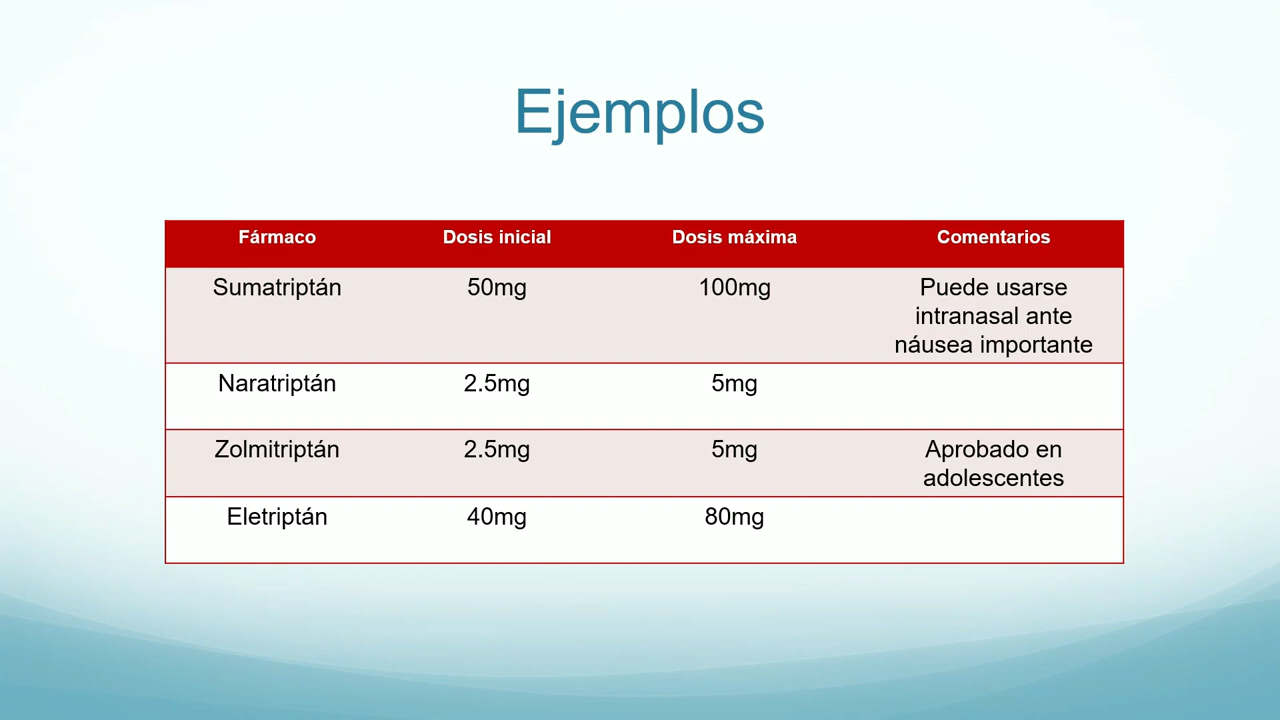 Ejemplos
Fármaco Dosis inicial Dosis máxima Comentarios
Sumatriptán 50mg 100mg Puede usarse
intranasal ante
náusea importante
Naratriptán 2.5mg 5mg
Zolmitriptán 2.5mg 5mg Aprobado en
adolescentes
Eletriptán 40mg 80mg